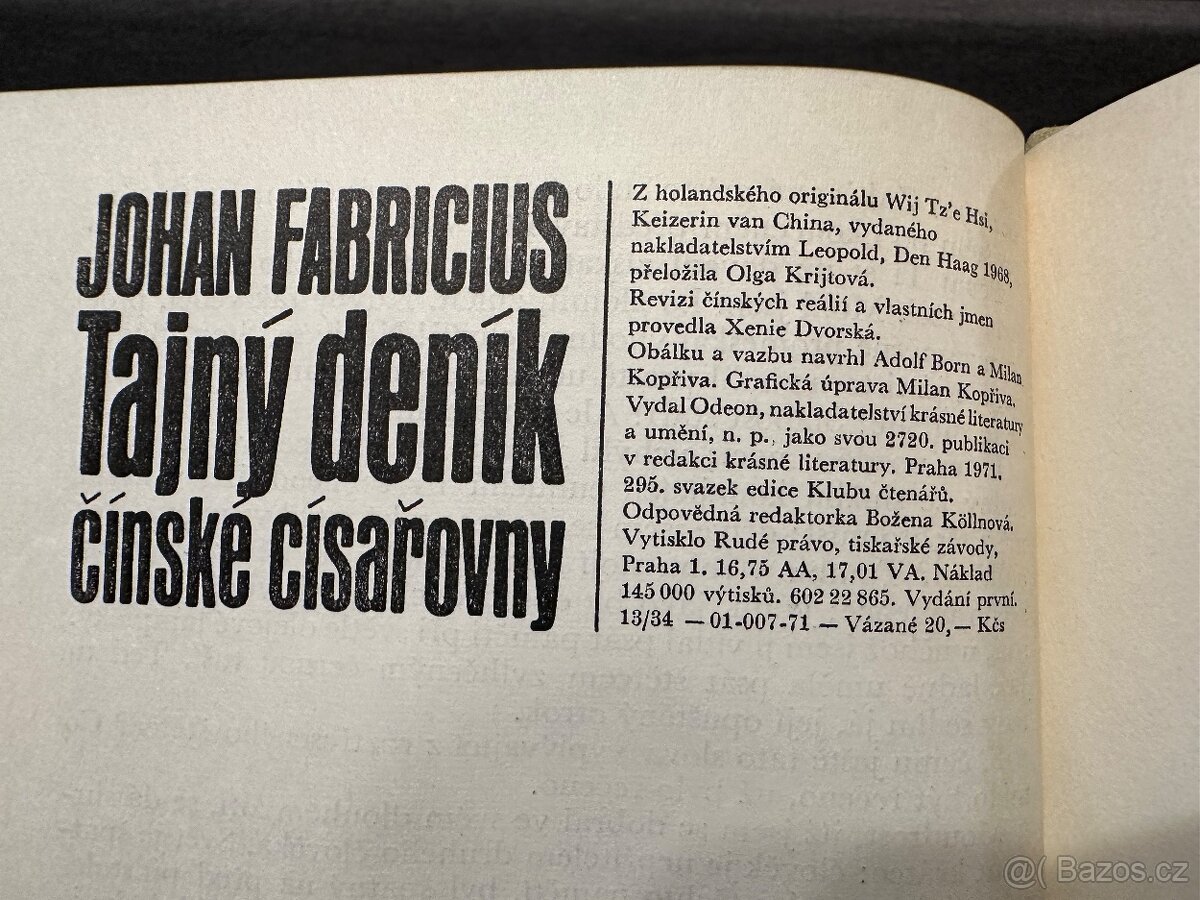 JOHAN FABRICIUS
Tajný deník
čínské císařovny
Z holandského originálu Wij Tz'e Hsi,
Keizerin van China, vydaného
nakladatelstvím Leopold, Den Haag 1968,
přeložila Olga Krijtová.
Revizi čínských reálií a vlastních jmen
provedla Xenie Dvorská.
Obálku a vazbu navrhl Adolf Born a Milan
Kopřiva. Grafická úprava Milan Kopřiva.
Vydal Odeon, nakladatelství krásné literatury
a umění, n. p., jako svou 2720. publikaci
v redakci krásné literatury. Praha 1971.
295. svazek edice Klubu čtenářů.
Odpovědná redaktorka Božena Köllnová.
Vytisklo Rudé právo, tiskařské závody,
Praha 1. 16,75 AA, 17,01 VA. Náklad
145 000 výtisků. 602 22 865. Vydání první.
13/34 — 01-007-71 — Vázané 20,— Kčs
@( Bazos.cz